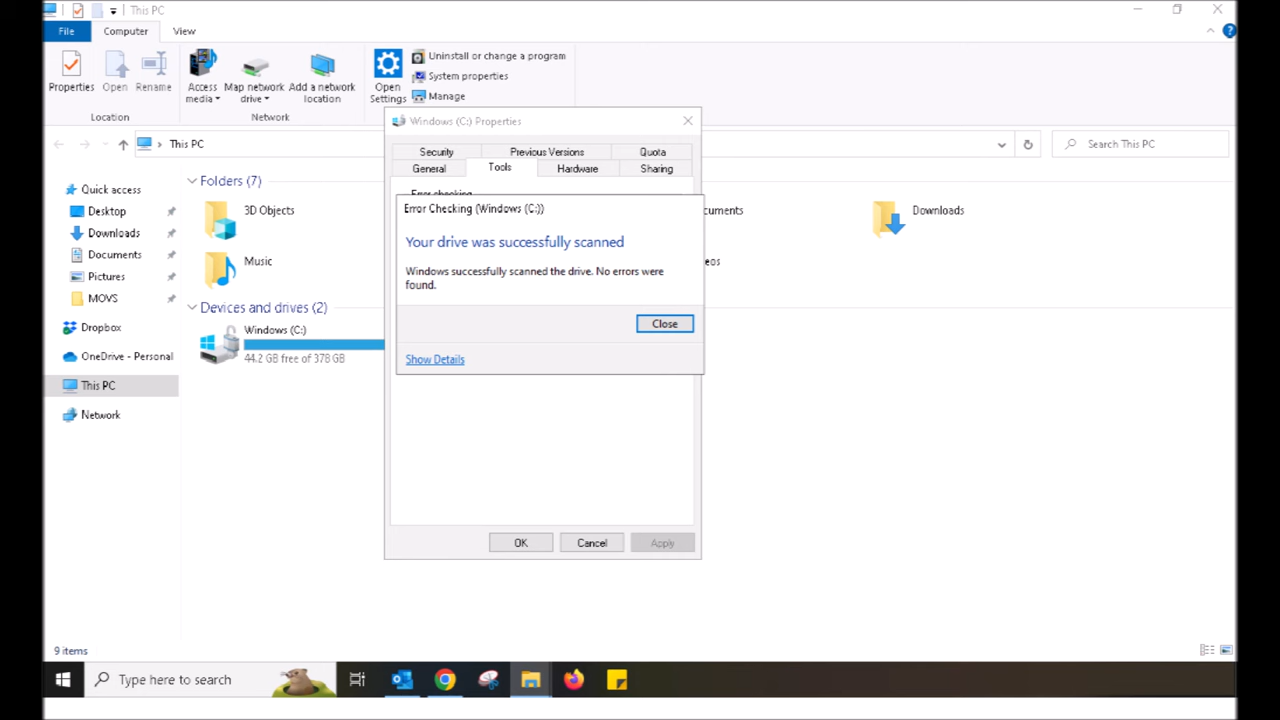 This PC
File Computer View
Properties Open Rename Access media Map network drive Add a network location Open Settings Uninstall or change a program
System properties
Manage
Location Network
This PC Search This PC
Windows (C:) Properties
Security Previous Versions Quota
General Tools Hardware Sharing
Error checking
Error Checking (Windows (C:))
Your drive was successfully scanned
Windows successfully scanned the drive. No errors were
found.
Close
Show Details
OK Cancel Apply
Quick access
Desktop
Downloads
Documents
Pictures
MOVS
Dropbox
OneDrive - Personal
This PC
Network
Folders (7)
3D Objects
cuments
Downloads
Music
eos
Devices and drives (2)
Windows (C:)
44.2 GB free of 378 GB
9 items
Type here to search